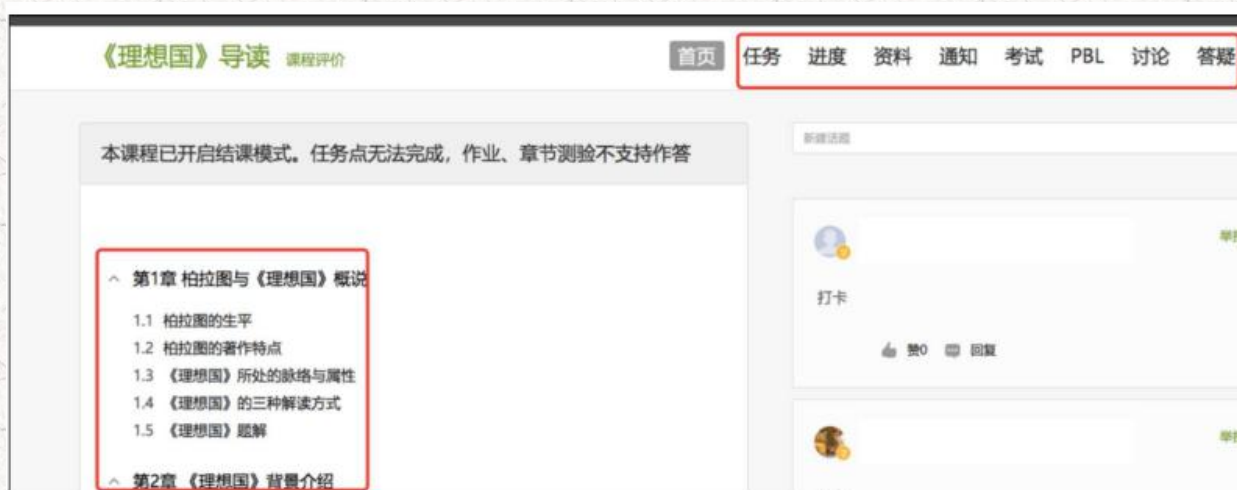 《理想国》导读 课程评价
首页 任务 进度 资料 通知 考试 PBL 讨论 答疑
本课程已开启结课模式。任务点无法完成，作业、章节测验不支持作答
第1章 柏拉图与《理想国》概说
1.1 柏拉图的生平
1.2 柏拉图的著作特点
1.3 《理想国》所处的脉络与属性
1.4 《理想国》的三种解读方式
1.5 《理想国》题解
第2章 《理想国》背景介绍
新建话题
举
打卡
赞0 回复
举